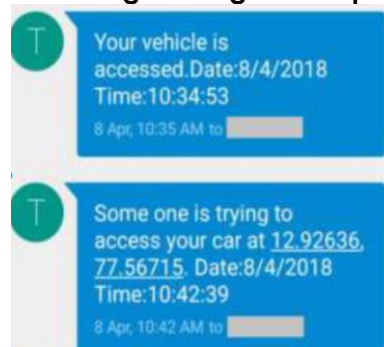 T
Your vehicle is
accessed.Date:8/4/2018
Time:10:34:53
8 Apr, 10:35 AM to
T
Some one is trying to
access your car at 12.92636,
77.56715. Date:8/4/2018
Time:10:42:39
8 Apr, 10:42 AM to